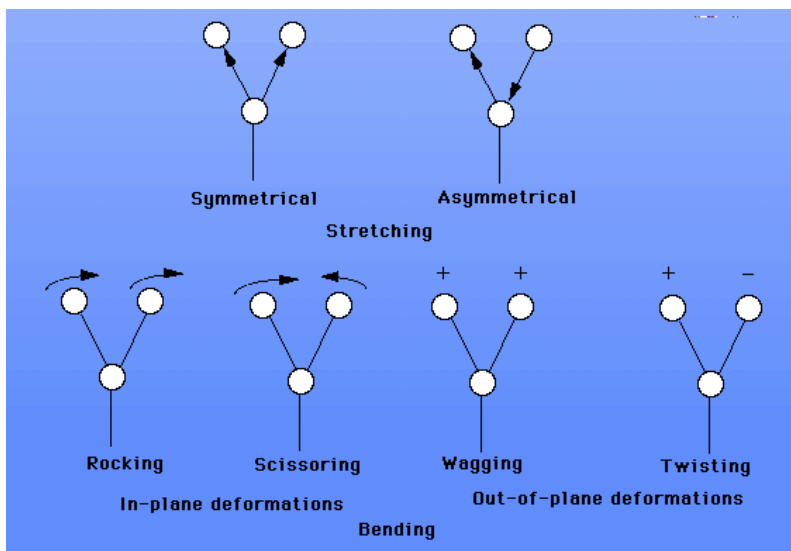 Symmetrical
Asymmetrical
Stretching
+ + + -
Rocking
Scissoring
Wagging
Twisting
In-plane deformations
Out-of-plane deformations
Bending